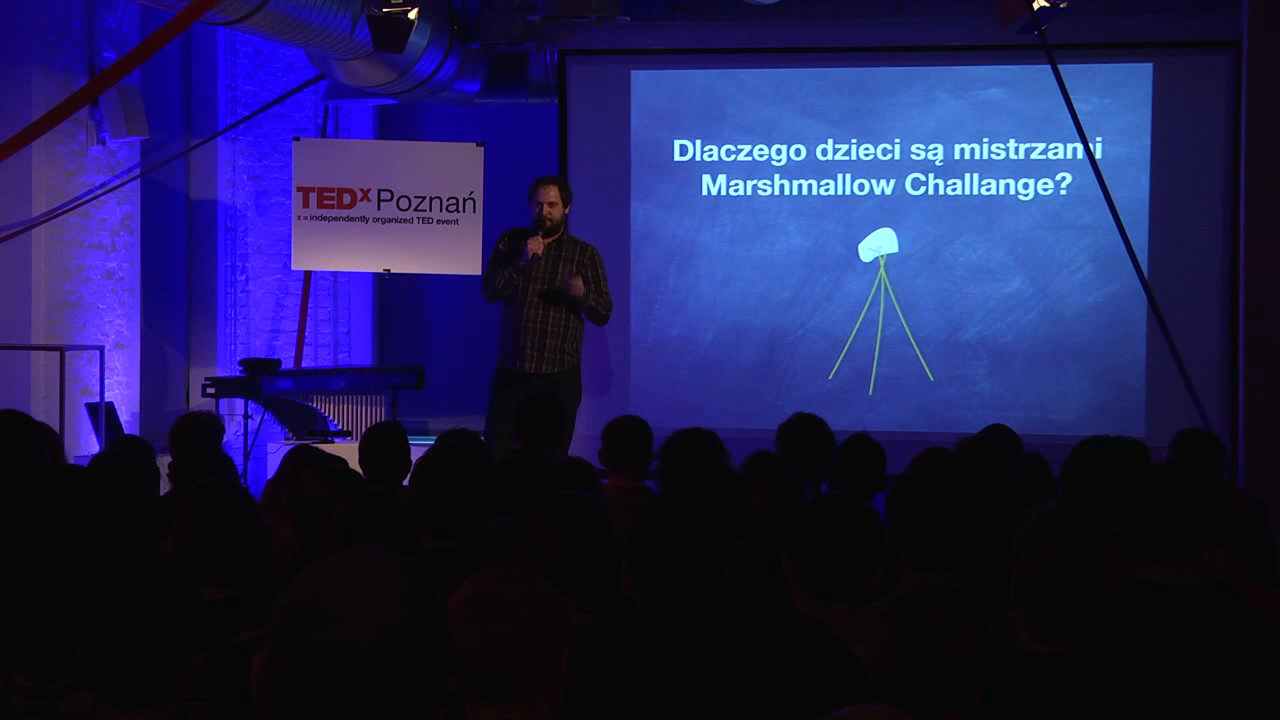 TEDx Poznań
x = independently organized TED event
Dlaczego dzieci są mistrzami
Marshmallow Challange?